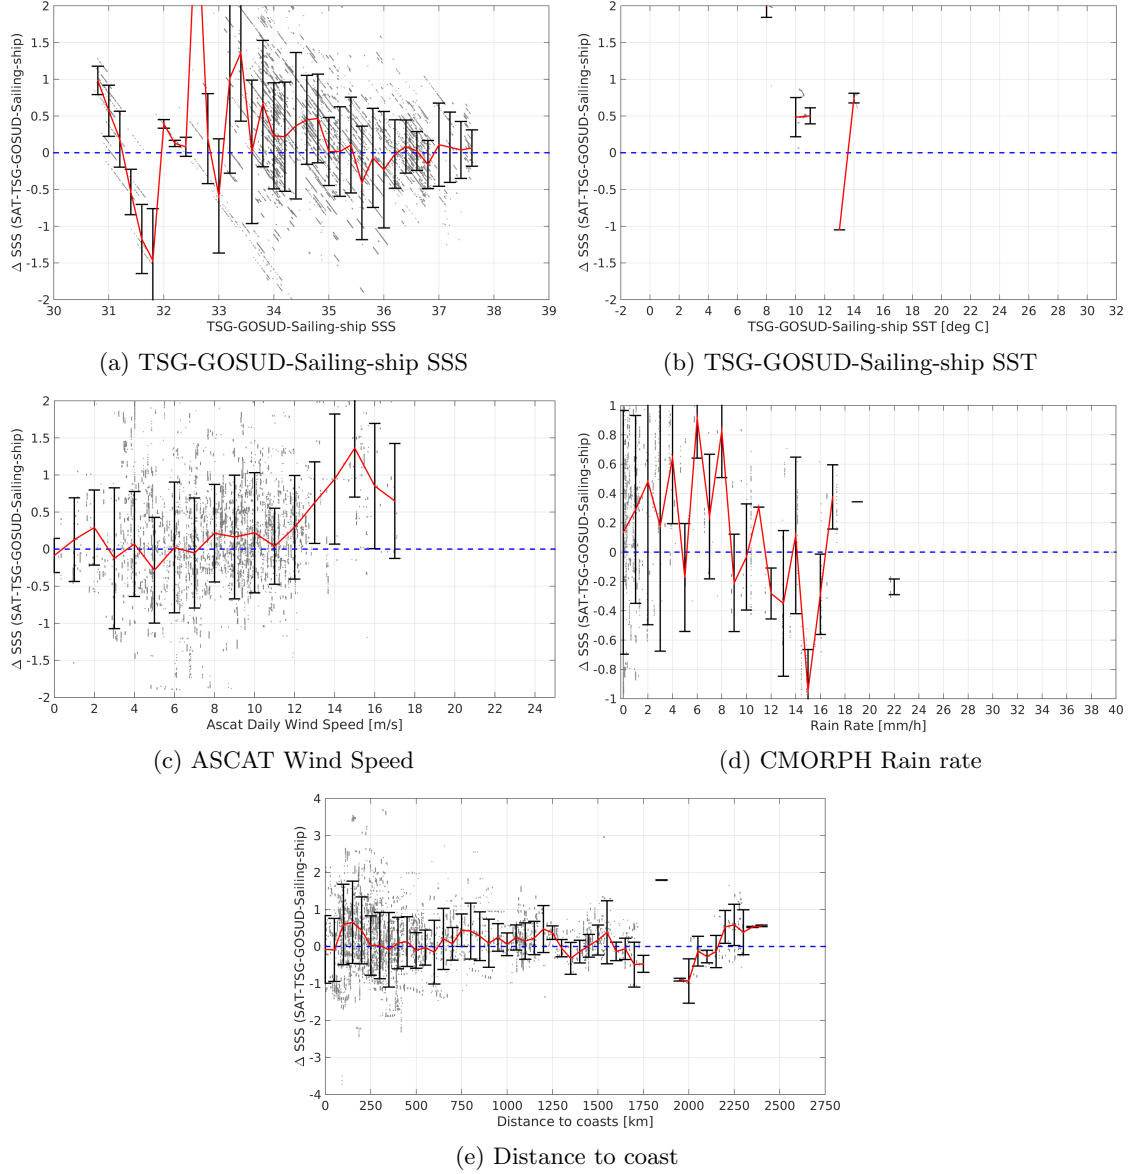 2
1.5
1
0.5
0
-0.5
-1
-1.5
-2
30 31 32 33 34 35 36 37 38 39
TSG-GOSUD-Sailing-ship SSS
Δ SSS (SAT-TSG-GOSUD-Sailing-ship)
(a) TSG-GOSUD-Sailing-ship SSS
2
1.5
1
0.5
0
-0.5
-1
-1.5
-2
-2 0 2 4 6 8 10 12 14 16 18 20 22 24 26 28 30 32
TSG-GOSUD-Sailing-ship SST [deg C]
Δ SSS (SAT-TSG-GOSUD-Sailing-ship)
(b) TSG-GOSUD-Sailing-ship SST
2
1.5
1
0.5
0
-0.5
-1
-1.5
-2
0 2 4 6 8 10 12 14 16 18 20 22 24
Ascat Daily Wind Speed [m/s]
Δ SSS (SAT-TSG-GOSUD-Sailing-ship)
(c) ASCAT Wind Speed
1
0.8
0.6
0.4
0.2
0
-0.2
-0.4
-0.6
-0.8
-1
0 2 4 6 8 10 12 14 16 18 20 22 24 26 28 30 32 34 36 38 40
Rain Rate [mm/h]
Δ SSS (SAT-TSG-GOSUD-Sailing-ship)
(d) CMORPH Rain rate
4
3
2
1
0
-1
-2
-3
-4
0 250 500 750 1000 1250 1500 1750 2000 2250 2500 2750
Distance to coasts [km]
Δ SSS (SAT-TSG-GOSUD-Sailing-ship)
(e) Distance to coast